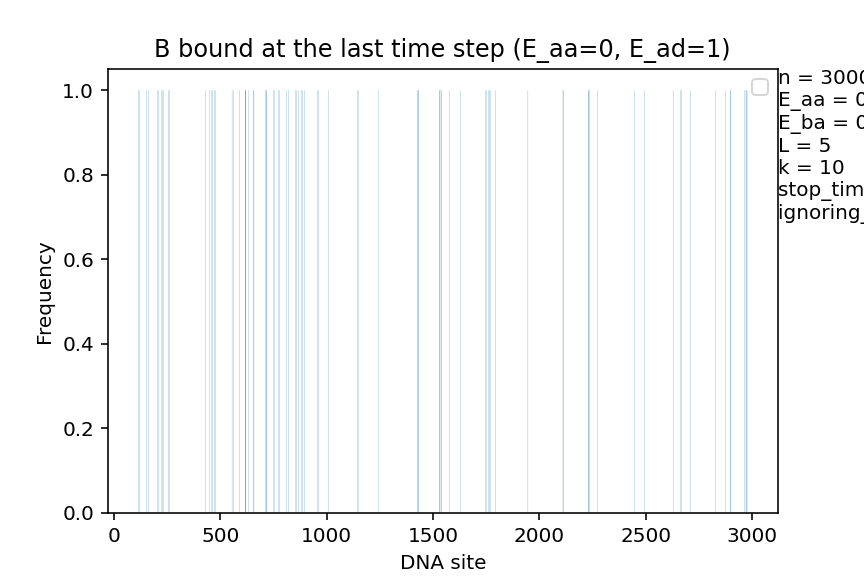 B bound at the last time step (E_aa=0, E_ad=1)
n = 3000
E_aa = 0
E_ba = 0
L = 5
k = 10
stop_tim
ignoring_
1.0
0.8
0.6
0.4
0.2
0.0
Frequency
0 500 1000 1500 2000 2500 3000
DNA site